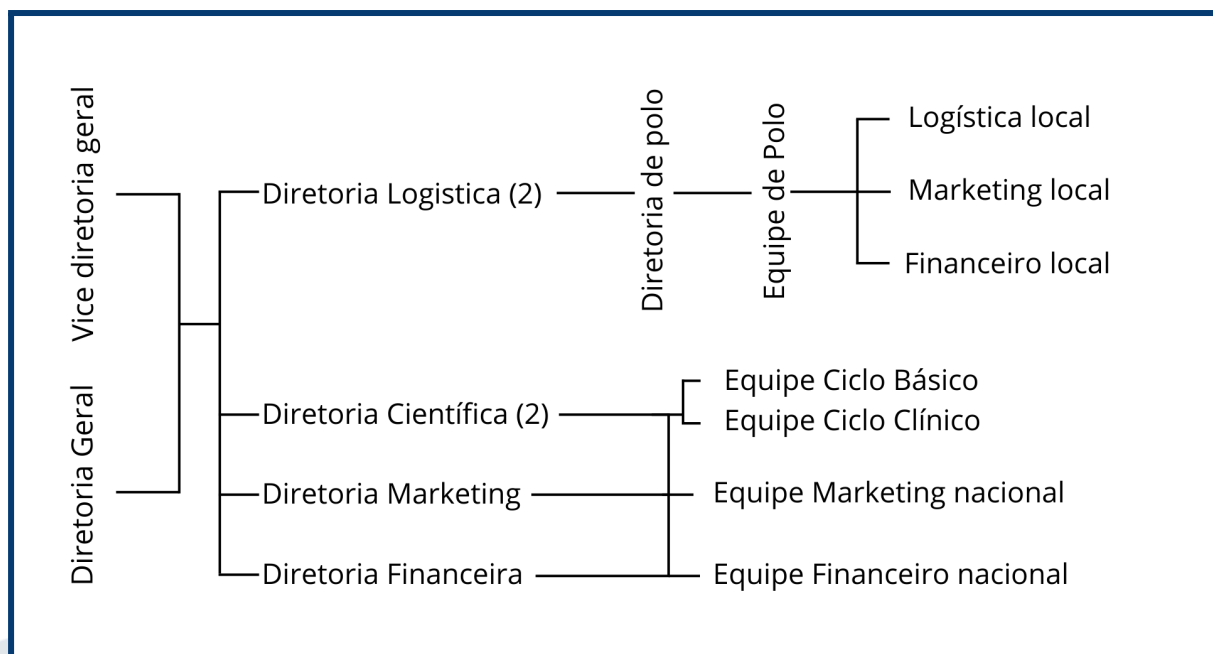 Vice diretoria geral
Diretoria Geral
Diretoria Logistica (2)
Diretoria de polo
Equipe de Polo
Logística local
Marketing local
Financeiro local
Diretoria Científica (2)
Equipe Ciclo Básico
Equipe Ciclo Clínico
Diretoria Marketing
Equipe Marketing nacional
Diretoria Financeira
Equipe Financeiro nacional